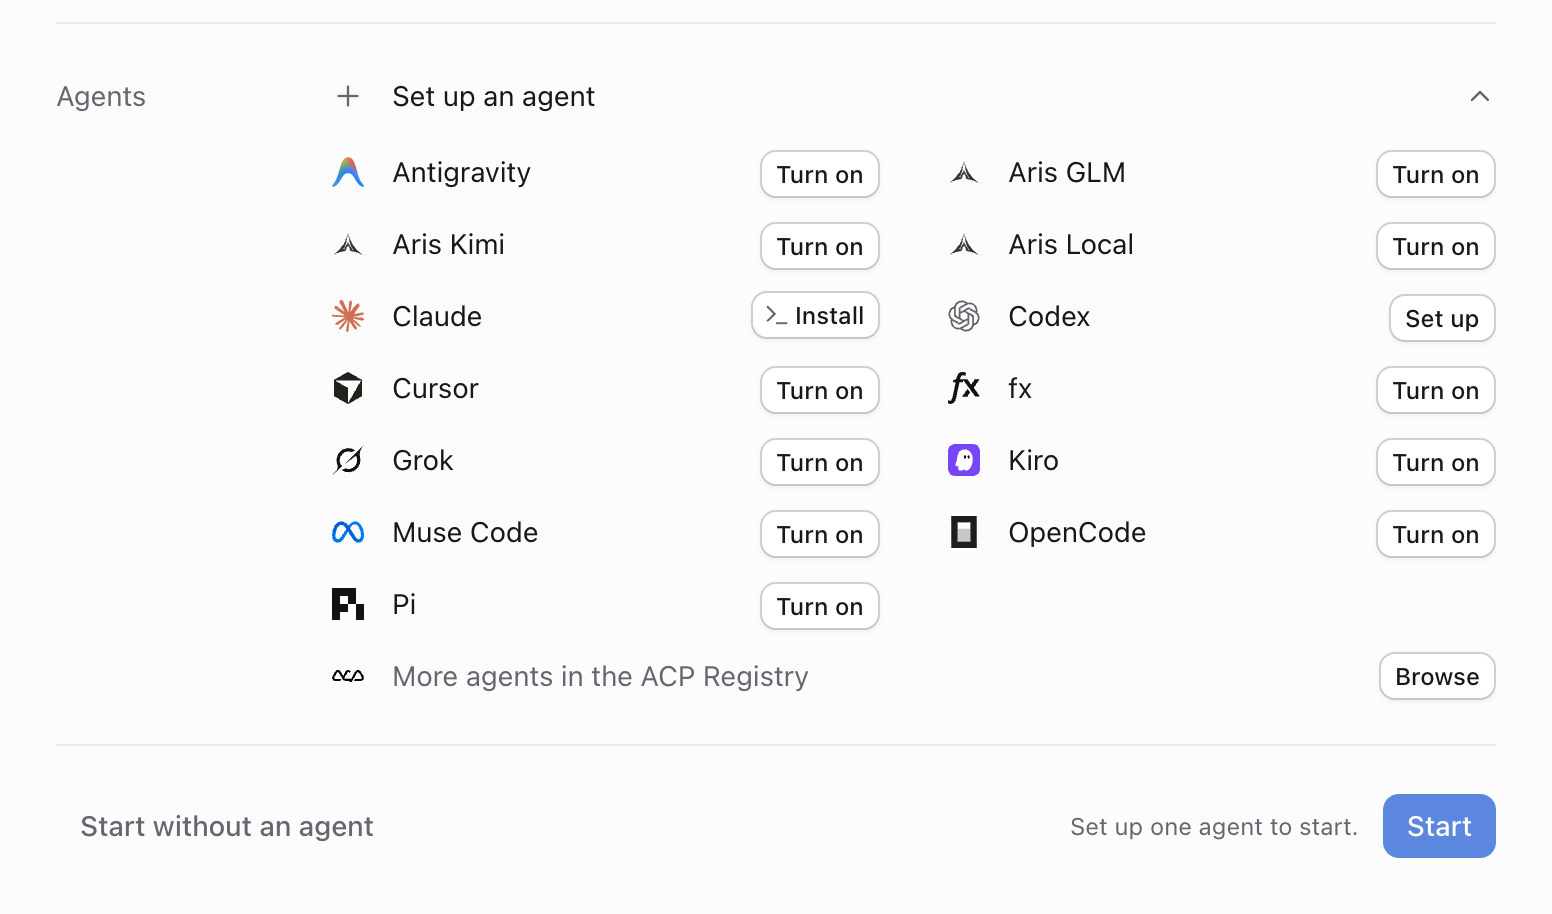 Agents
Set up an agent
Antigravity Turn on
Aris GLM Turn on
Aris Kimi Turn on
Aris Local Turn on
Claude >_ Install
Codex Set up
Cursor Turn on
fx fx Turn on
Grok Turn on
Kiro Turn on
Muse Code Turn on
OpenCode Turn on
Pi Turn on
More agents in the ACP Registry Browse
Start without an agent
Set up one agent to start. Start